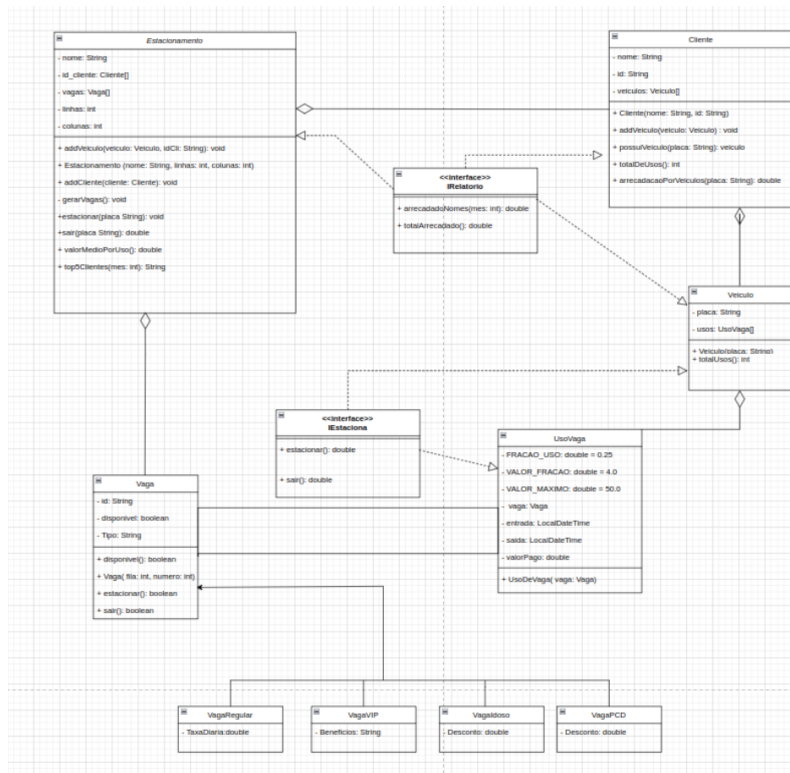 Estacionamento
- nome: String
- id_cliente: Cliente[]
- vagas: Vaga[]
- linhas: int
- colunas: int
+ addVeiculo(veiculo: Veiculo, idCli: String): void
+ Estacionamento (nome: String, linhas: int, colunas: int)
+ addCliente(cliente: Cliente): void
- gerarVagas(): void
+estacionar(placa String): void
+sair(placa String): double
+ valorMedioPorUso(): double
+ top5Clientes(mes: int): String
Cliente
- nome: String
- id: String
- veiculos: Veiculo[]
+ Cliente(nome: String, id: String)
+ addVeiculo(veiculo: Veiculo) : void
+ possuiVeiculo(placa: String): veiculo
+ totalDeUsos(): int
+ arrecadacaoPorVeiculos(placa: String): double
<<interface>>
IRelatorio
+ arrecadadoNomes(mes: int): double
+ totalArrecadado(): double
Veiculo
- placa: String
- usos: UsoVaga[]
+ Veiculo(placa: String)
+ totalUsos(): int
<<interface>>
IEstaciona
+ estacionar(): double
+ sair(): double
UsoVaga
- FRACAO_USO: double = 0.25
- VALOR_FRACAO: double = 4.0
- VALOR_MAXIMO: double = 50.0
- vaga: Vaga
- entrada: LocalDateTime
- saida: LocalDateTime
- valorPago: double
+ UsoDeVaga( vaga: Vaga)
Vaga
- id: String
- disponivel: boolean
- Tipo: String
+ disponivel(): boolean
+ Vaga( fila: int, numero: int)
+ estacionar(): boolean
+ sair(): boolean
VagaRegular
- TaxaDiaria:double
VagaVIP
- Beneficios: String
VagaIdoso
- Desconto: double
VagaPCD
- Desconto: double